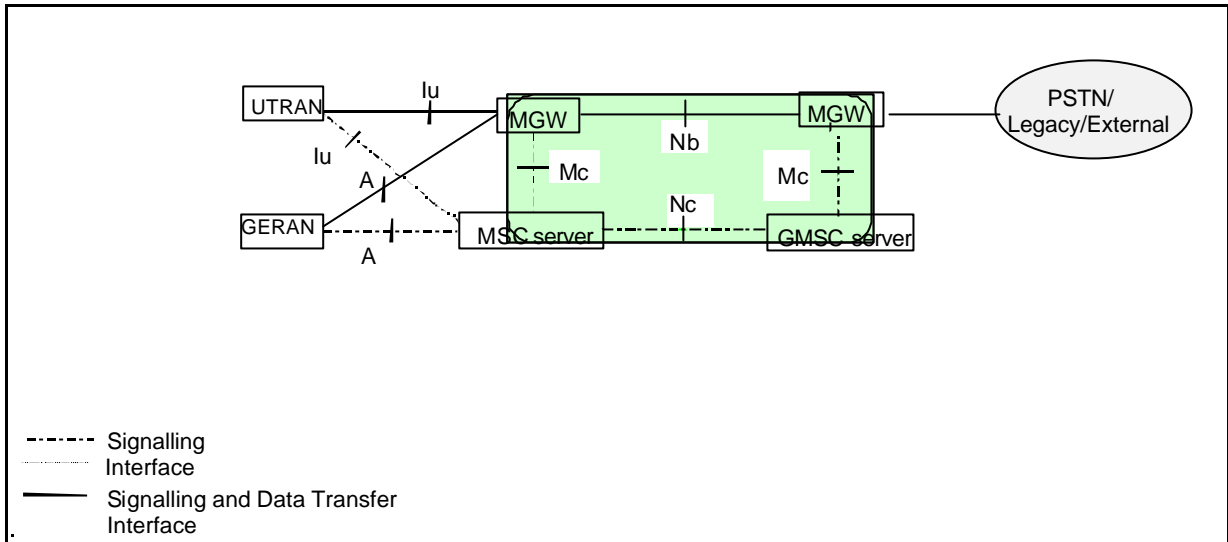 Iu
UTRAN
MGW
MGW
PSTN/
Legacy/External
Nb
Iu
Mc
Mc
A
Nc
GERAN
MSC server
GMSC server
A
Signalling
Interface
Signalling and Data Transfer
Interface